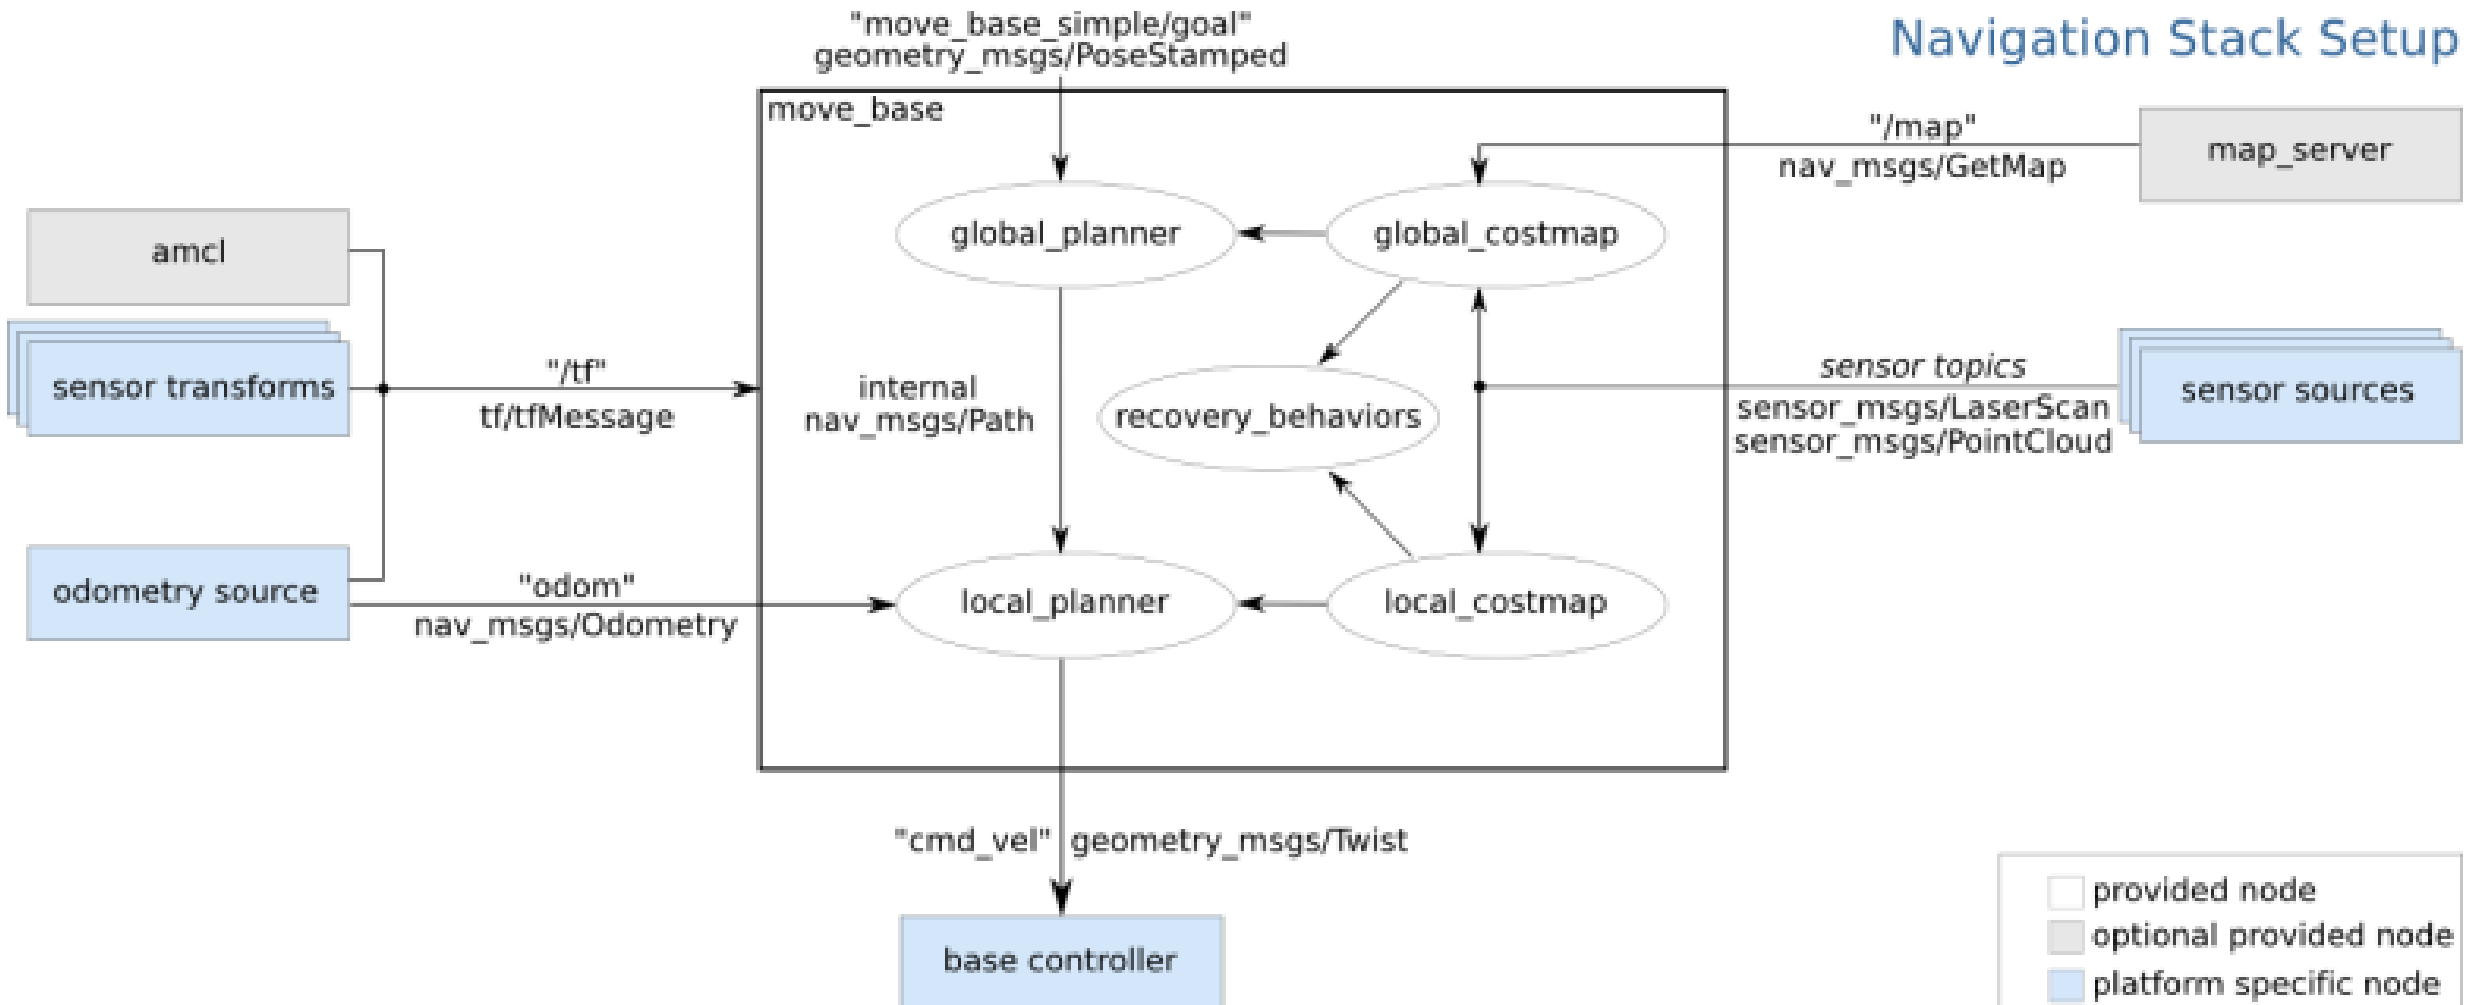 "move_base_simple/goal"
geometry_msgs/PoseStamped
Navigation Stack Setup
move_base
"/map"
nav_msgs/GetMap
map_server
global_planner
global_costmap
amcl
sensor transforms
"/tf"
tf/tfMessage
internal
nav_msgs/Path
recovery_behaviors
sensor topics
sensor_msgs/LaserScan
sensor_msgs/PointCloud
sensor sources
odometry source
"odom"
nav_msgs/Odometry
local_planner
local_costmap
"cmd_vel" geometry_msgs/Twist
base controller
provided node
optional provided node
platform specific node